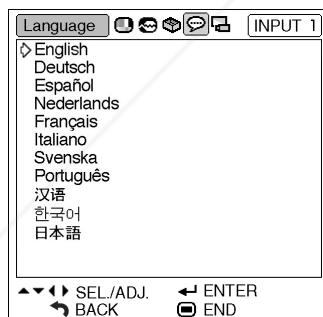 Language INPUT 1
English
Deutsch
Español
Nederlands
Français
Italiano
Svenska
Português
汉语
한국어
日本語
SEL./ADJ. ENTER
BACK END